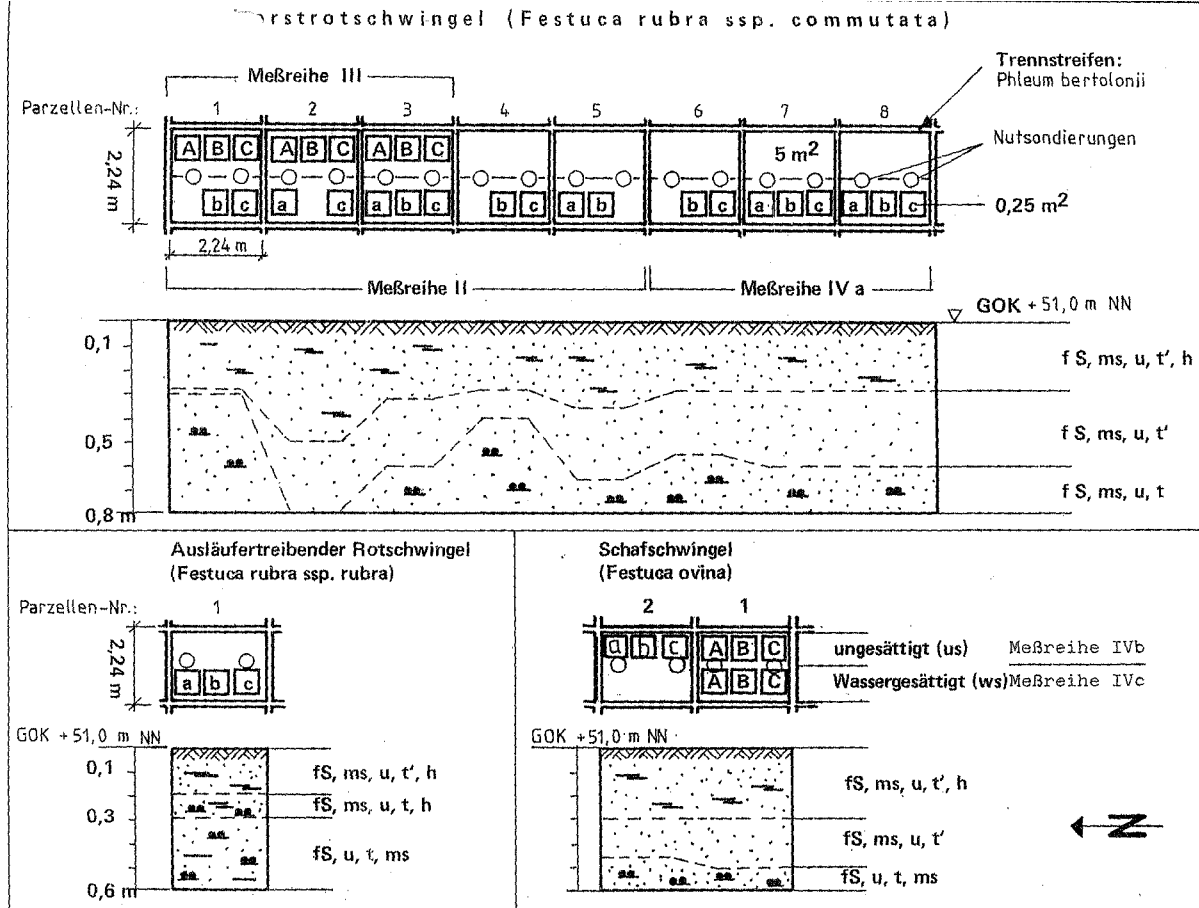 orstrotschwingel (Festuca rubra ssp. commutata)
Meßreihe III
Trennstreifen:
Phleum bertolonii
Parzellen-Nr.: 1 2 3 4 5 6 7 8
A B C A B C A B C
5 m²
Nutsondierungen
2,24 m
b c a c a b c b c a b b c a b c a b c
0,25 m²
2,24 m
Meßreihe II Meßreihe IV a
GOK + 51,0 m NN
0,1
f S, ms, u, t', h
0,5
f S, ms, u, t'
f S, ms, u, t
0,8 m
Ausläufertreibender Rotschwingel
(Festuca rubra ssp. rubra)
Parzellen-Nr.: 1
2,24 m
a b c
GOK +51,0 m NN
0,1
fS, ms, u, t', h
0,3
fS, ms, u, t, h
fS, u, t, ms
0,6 m
Schafschwingel
(Festuca ovina)
2 1
a b c A B C
ungesättigt (us) Meßreihe IVb
A B C
Wassergesättigt (ws) Meßreihe IVc
GOK +51,0 m NN
fS, ms, u, t', h
fS, ms, u, t'
fS, u, t, ms
N